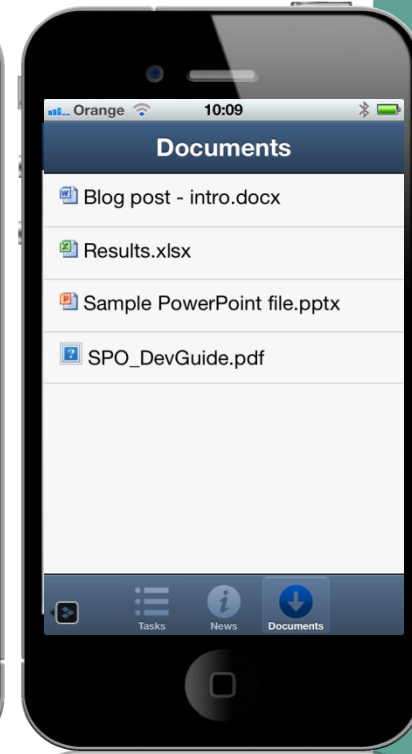 Orange 10:09
Documents
Blog post - intro.docx
Results.xlsx
Sample PowerPoint file.pptx
SPO_DevGuide.pdf
Tasks News Documents